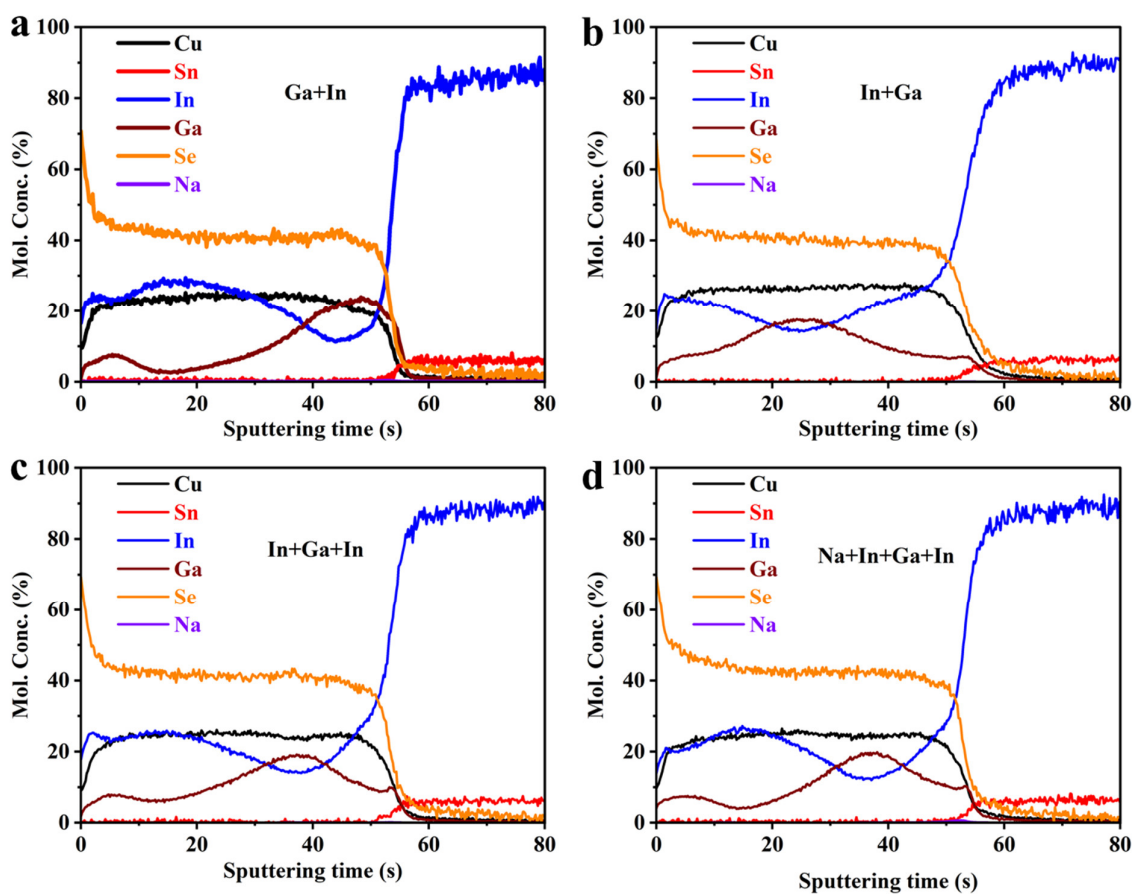 a
Cu
Sn
In
Ga
Se
Na
Ga+In
Mol. Conc. (%)
100
80
60
40
20
0
0 20 40 60 80
Sputtering time (s)
b
Cu
Sn
In
Ga
Se
Na
In+Ga
Mol. Conc. (%)
100
80
60
40
20
0
0 20 40 60 80
Sputtering time (s)
c
Cu
Sn
In
Ga
Se
Na
In+Ga+In
Mol. Conc. (%)
100
80
60
40
20
0
0 20 40 60 80
Sputtering time (s)
d
Cu
Sn
In
Ga
Se
Na
Na+In+Ga+In
Mol. Conc. (%)
100
80
60
40
20
0
0 20 40 60 80
Sputtering time (s)